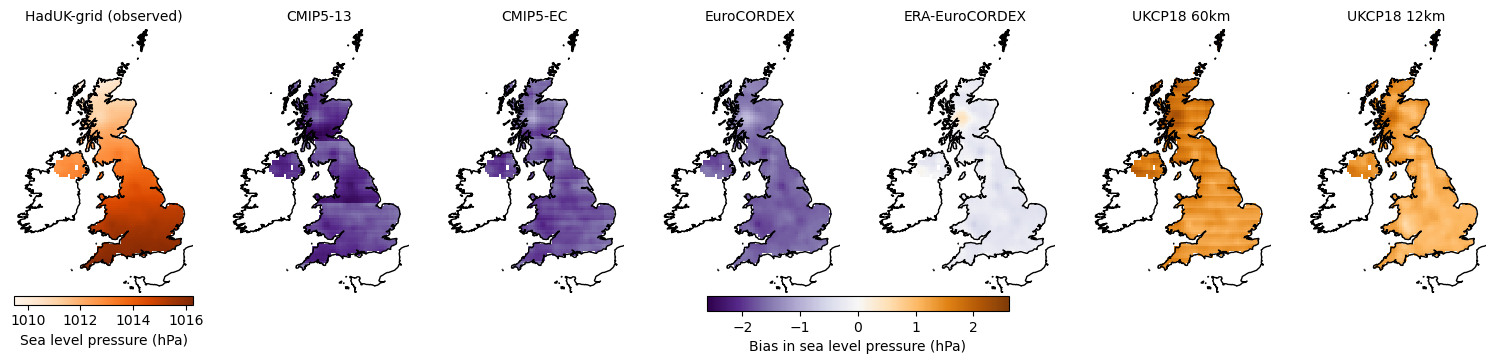 HadUK-grid (observed)
CMIP5-13
CMIP5-EC
EuroCORDEX
ERA-EuroCORDEX
UKCP18 60km
UKCP18 12km
1010 1012 1014 1016
Sea level pressure (hPa)
−2 −1 0 1 2
Bias in sea level pressure (hPa)